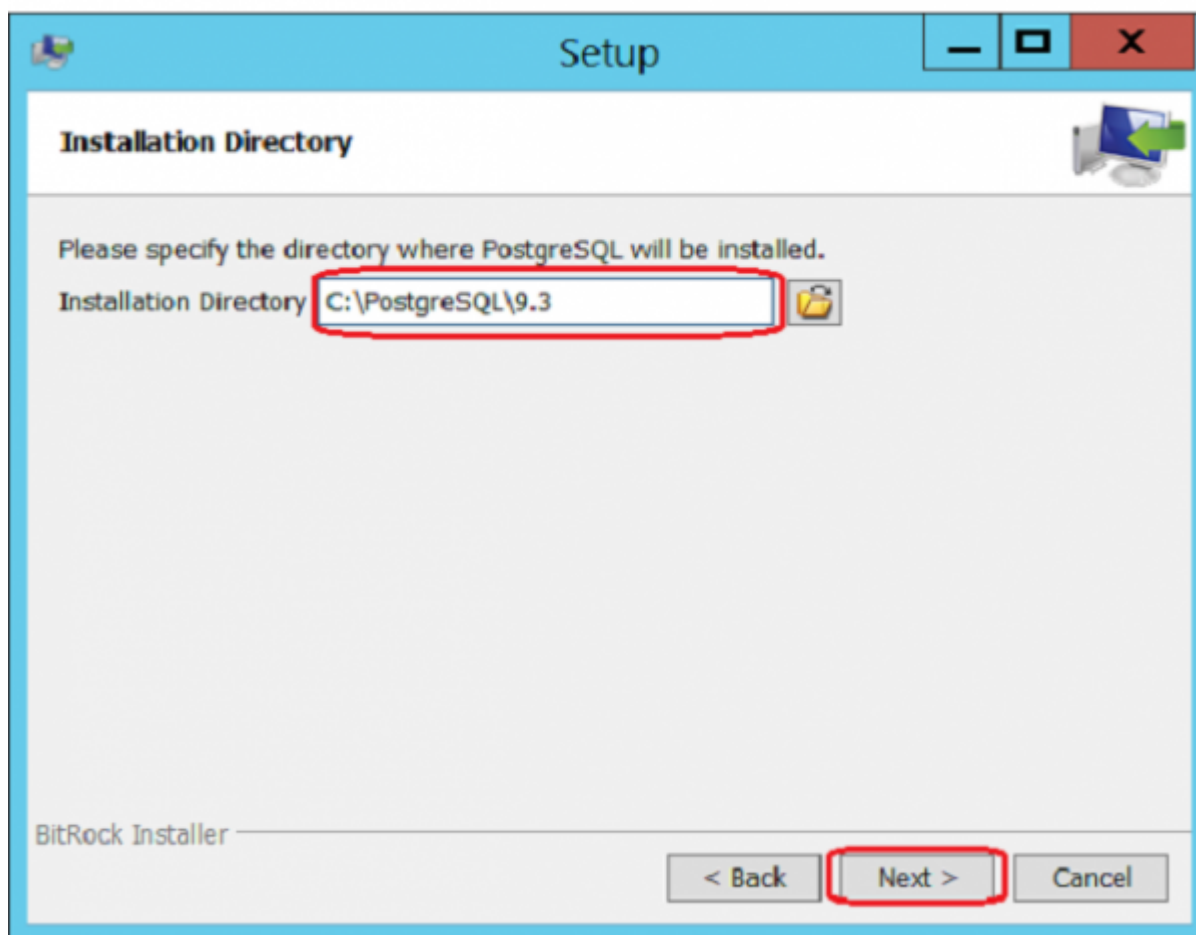 Setup
Installation Directory
Please specify the directory where PostgreSQL will be installed.
Installation Directory C:\PostgreSQL\9.3
BitRock Installer
< Back Next > Cancel